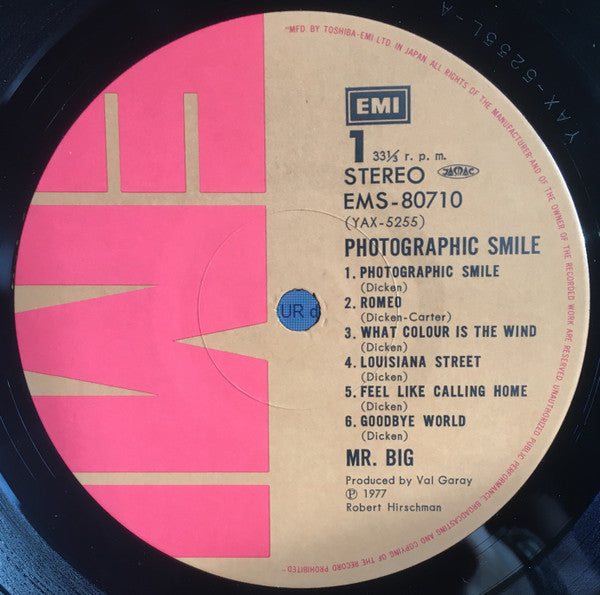 "MFD BY TOSHIBA-EMI LTD. IN JAPAN ALL RIGHTS OF THE MANUFACTURER AND OF THE OWNER OF THE RECORDED WORK ARE RESERVED. UNAUTHORIZED PUBLIC PERFORMANCE, BROADCASTING AND COPYING OF THE RECORD PROHIBITED"
YAX-5255L-A
EMI
EMI
1 33⅓ r. p. m.
STEREO JASRAC
EMS-80710
(YAX-5255)
PHOTOGRAPHIC SMILE
1. PHOTOGRAPHIC SMILE
(Dicken)
2. ROMEO
(Dicken-Carter)
3. WHAT COLOUR IS THE WIND
(Dicken)
4. LOUISIANA STREET
(Dicken)
5. FEEL LIKE CALLING HOME
(Dicken)
6. GOODBYE WORLD
(Dicken)
MR. BIG
Produced by Val Garay
Ⓟ 1977
Robert Hirschman
UR d